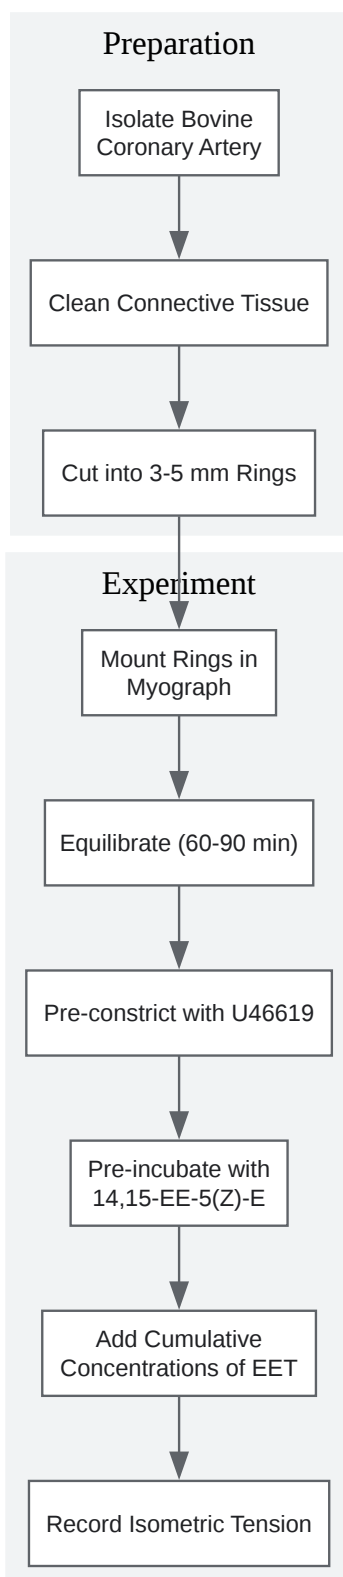 Preparation
Isolate Bovine
Coronary Artery
Clean Connective Tissue
Cut into 3-5 mm Rings
Experiment
Mount Rings in
Myograph
Equilibrate (60-90 min)
Pre-constrict with U46619
Pre-incubate with
14,15-EE-5(Z)-E
Add Cumulative
Concentrations of EET
Record Isometric Tension